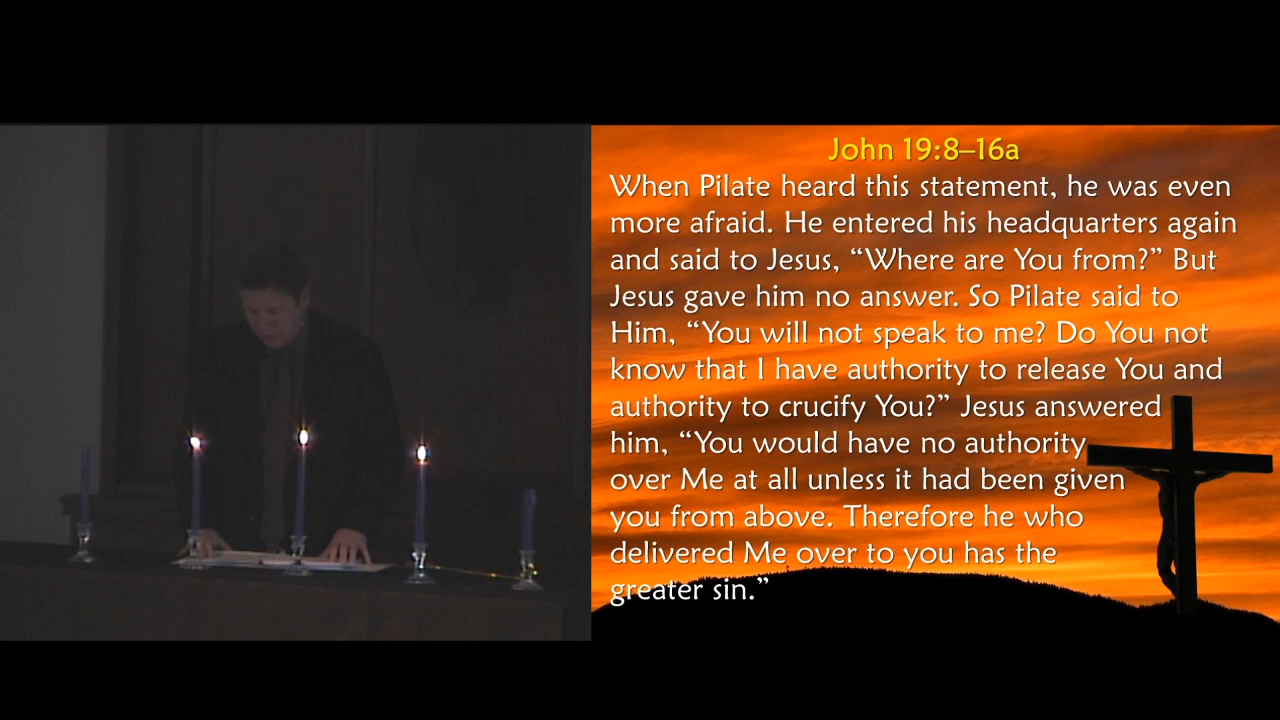 John 19:8–16a
When Pilate heard this statement, he was even
more afraid. He entered his headquarters again
and said to Jesus, “Where are You from?” But
Jesus gave him no answer. So Pilate said to
Him, “You will not speak to me? Do You not
know that I have authority to release You and
authority to crucify You?” Jesus answered
him, “You would have no authority
over Me at all unless it had been given
you from above. Therefore he who
delivered Me over to you has the
greater sin.”